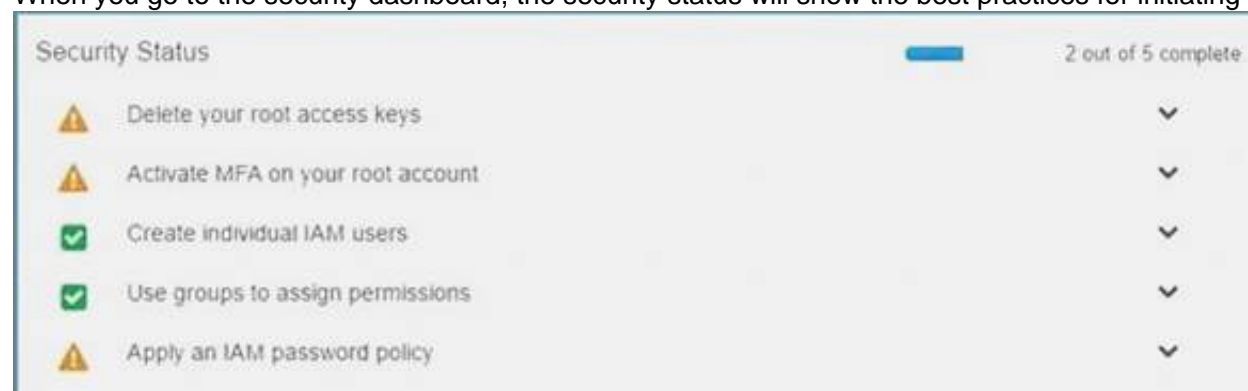 When you go to the security dashboard, the security status will show the best practices for initiating
Security Status 2 out of 5 complete
Delete your root access keys
Activate MFA on your root account
Create individual IAM users
Use groups to assign permissions
Apply an IAM password policy